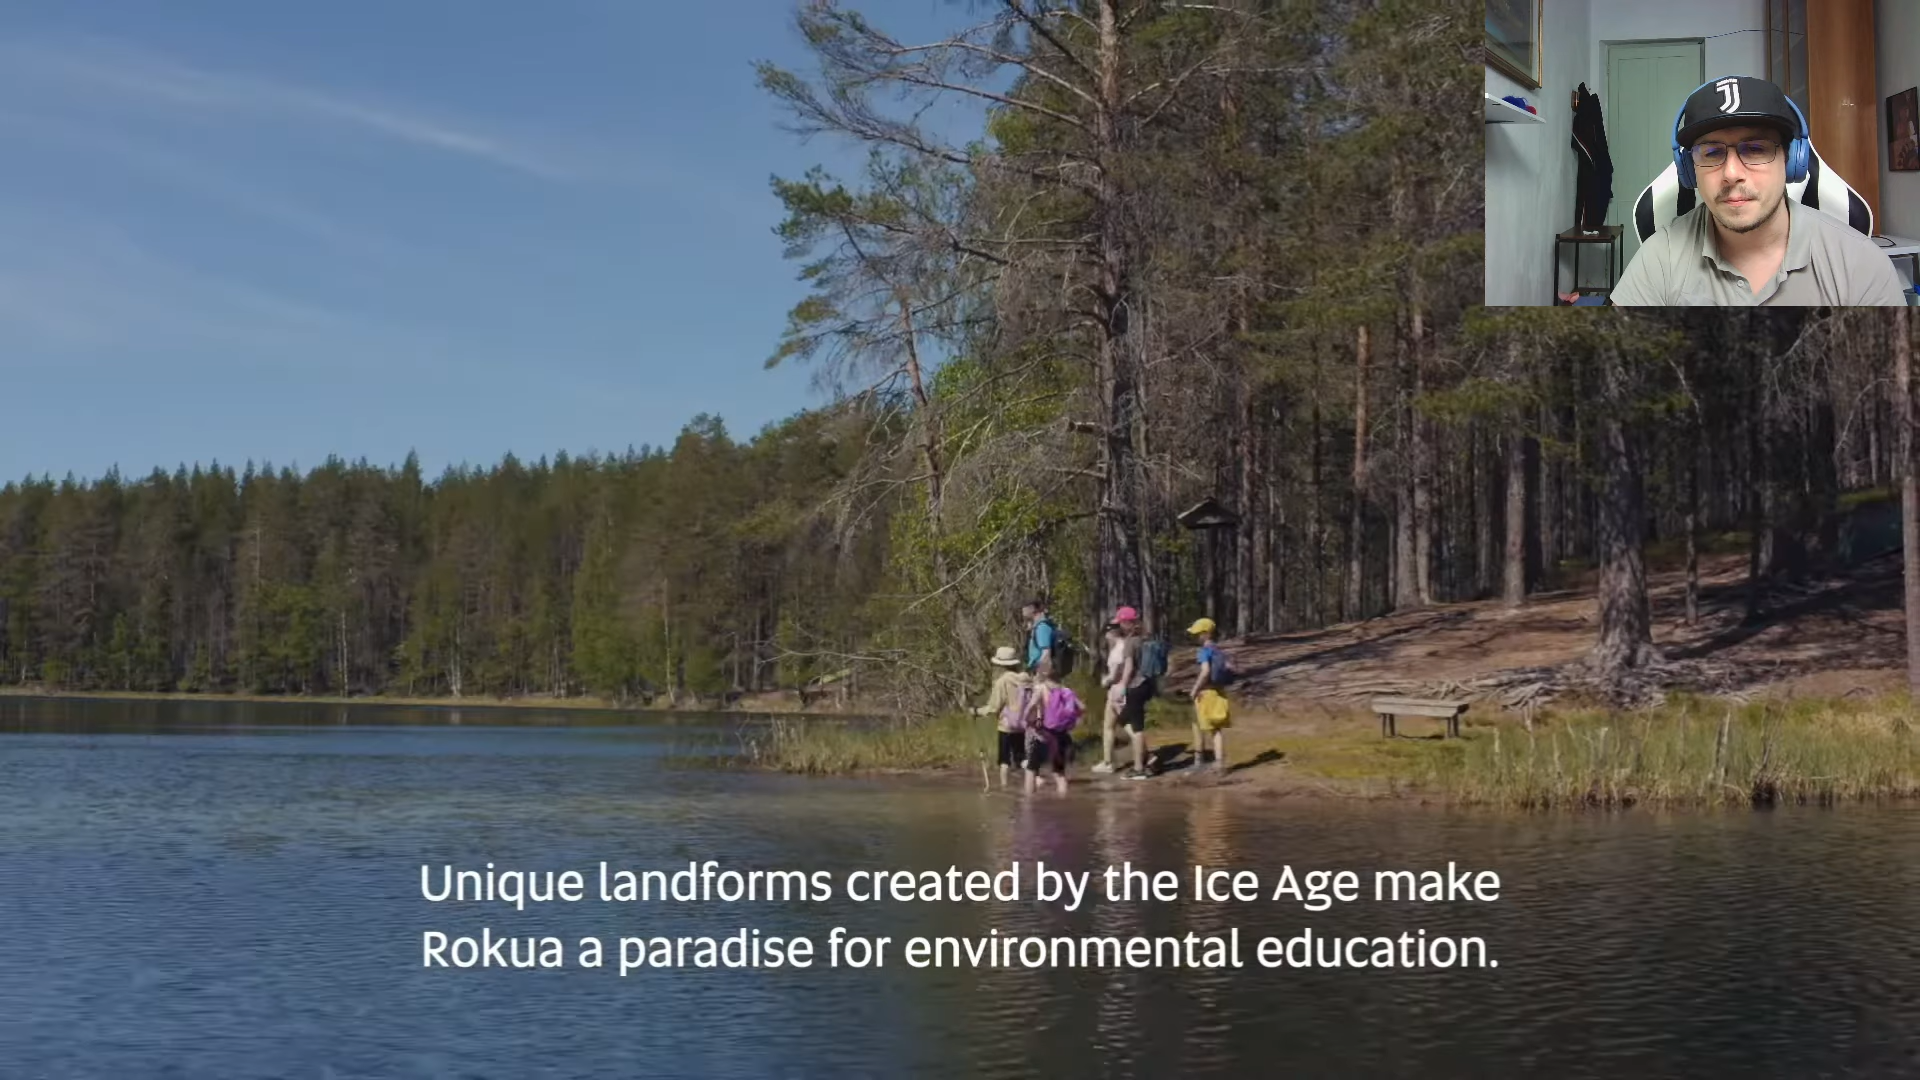 Unique landforms created by the Ice Age make
Rokua a paradise for environmental education.